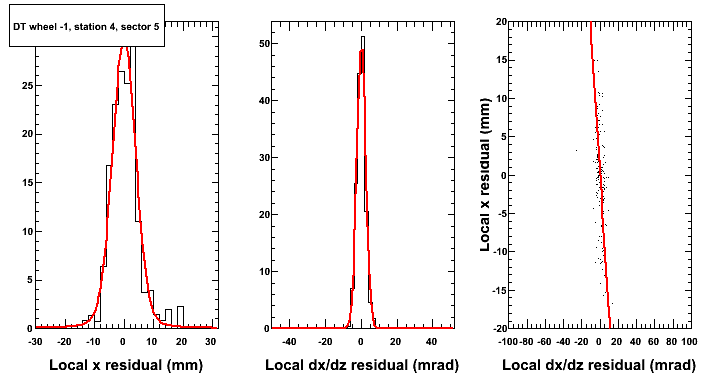 DT wheel -1, station 4, sector 5
25
20
15
10
5
0
-30 -20 -10 0 10 20 30
Local x residual (mm)
50
40
30
20
10
0
-40 -20 0 20 40
Local dx/dz residual (mrad)
Local x residual (mm)
20
15
10
5
0
-5
-10
-15
-20
-100 -80 -60 -40 -20 0 20 40 60 80 100
Local dx/dz residual (mrad)